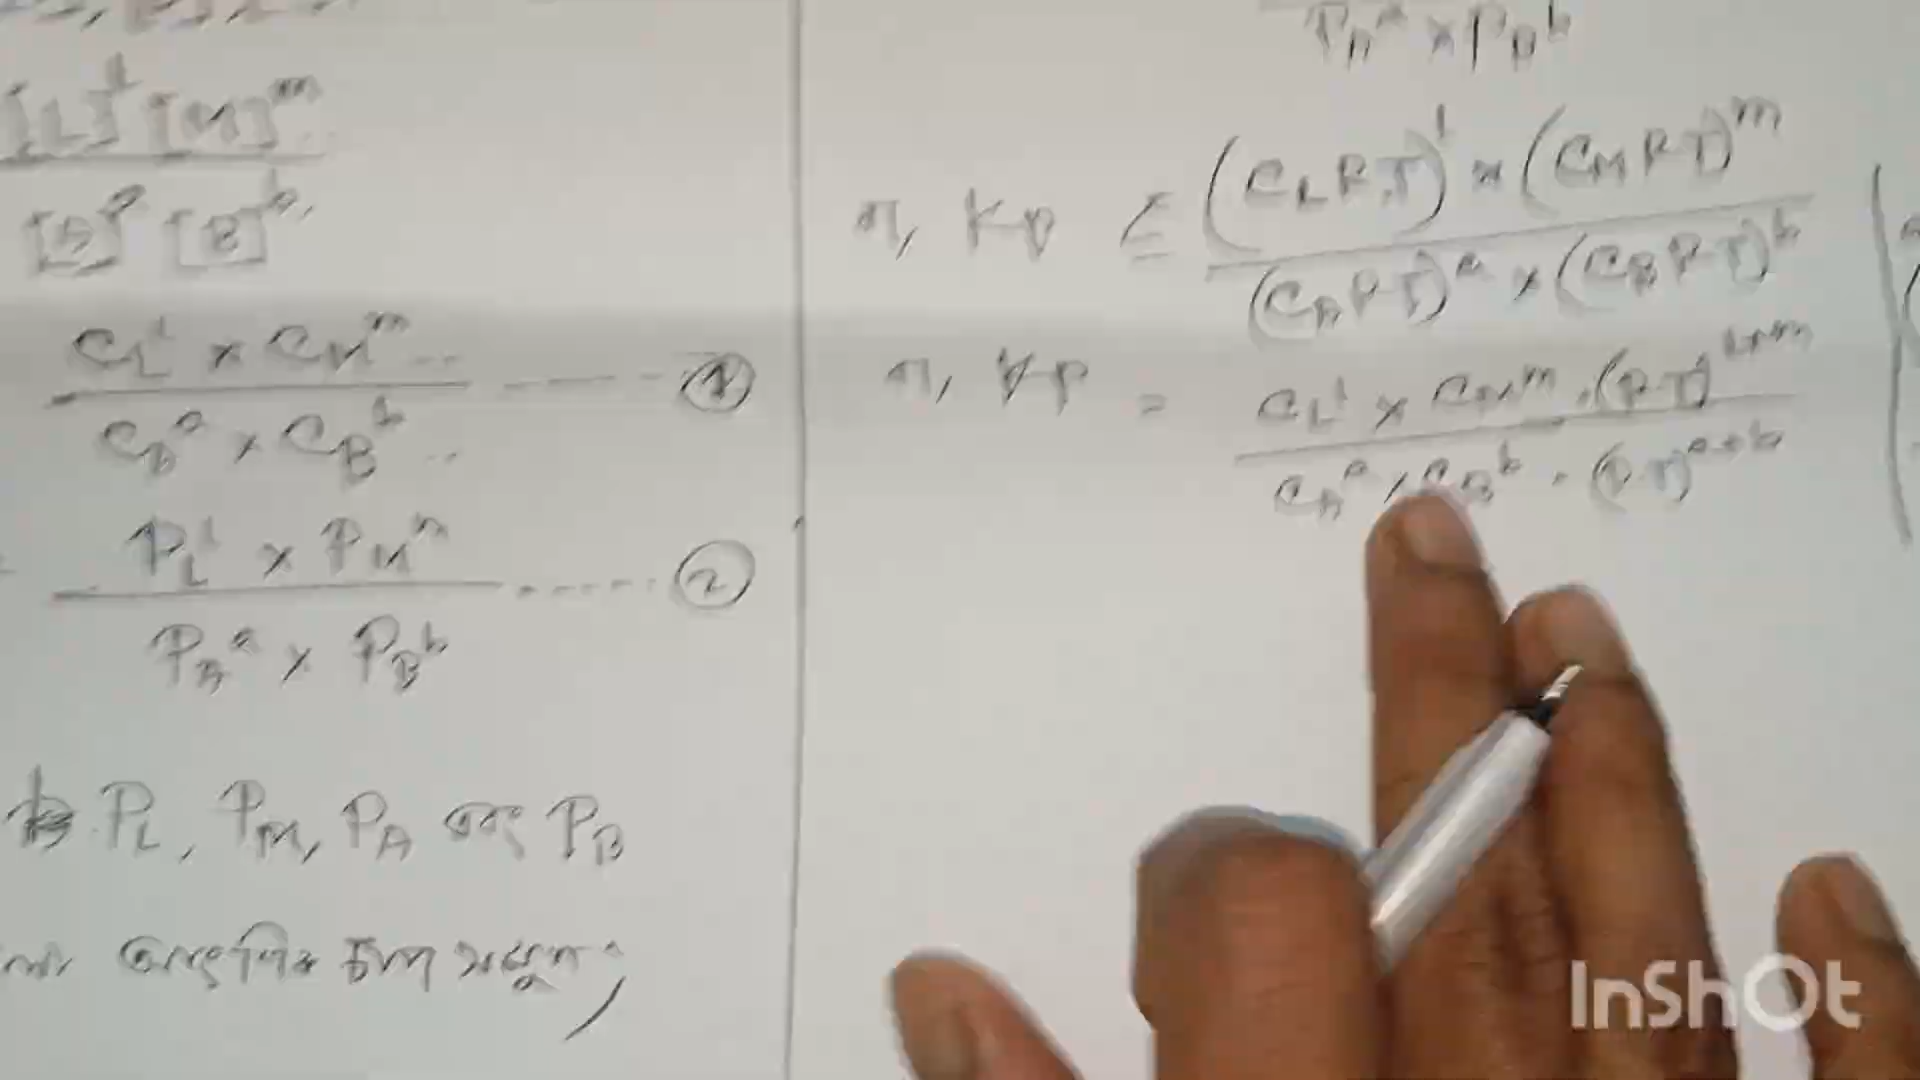 [L]^l [M]^m
[A]^a [B]^b
C_L^l × C_M^m .. ------ ①
C_A^a × C_B^b ..
P_L^l × P_M^m ------ ②
P_A^a × P_B^b
P_L, P_M, P_A এবং P_B
আংশিক চাপ সমূহ;
P_A^a × P_B^b
বা, Kp = (C_L RT)^l × (C_M RT)^m
(C_A RT)^a × (C_B RT)^b
বা, Kp = C_L^l × C_M^m . (RT)^{l+m}
C_A^a × C_B^b . (RT)^{a+b}
InShOt